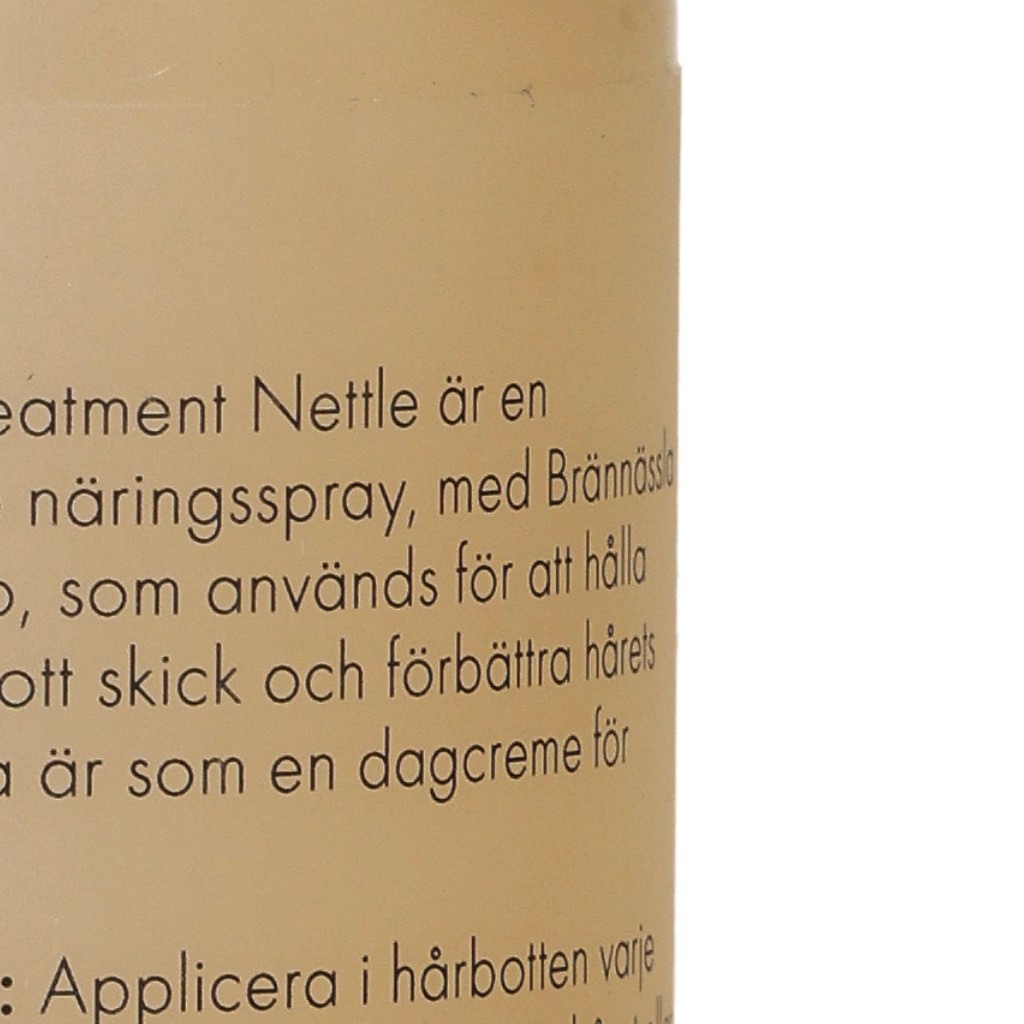 eatment Nettle är en
näringsspray, med Brännässla
, som används för att hålla
ott skick och förbättra hårets
a är som en dagcreme för
: Applicera i hårbotten varje